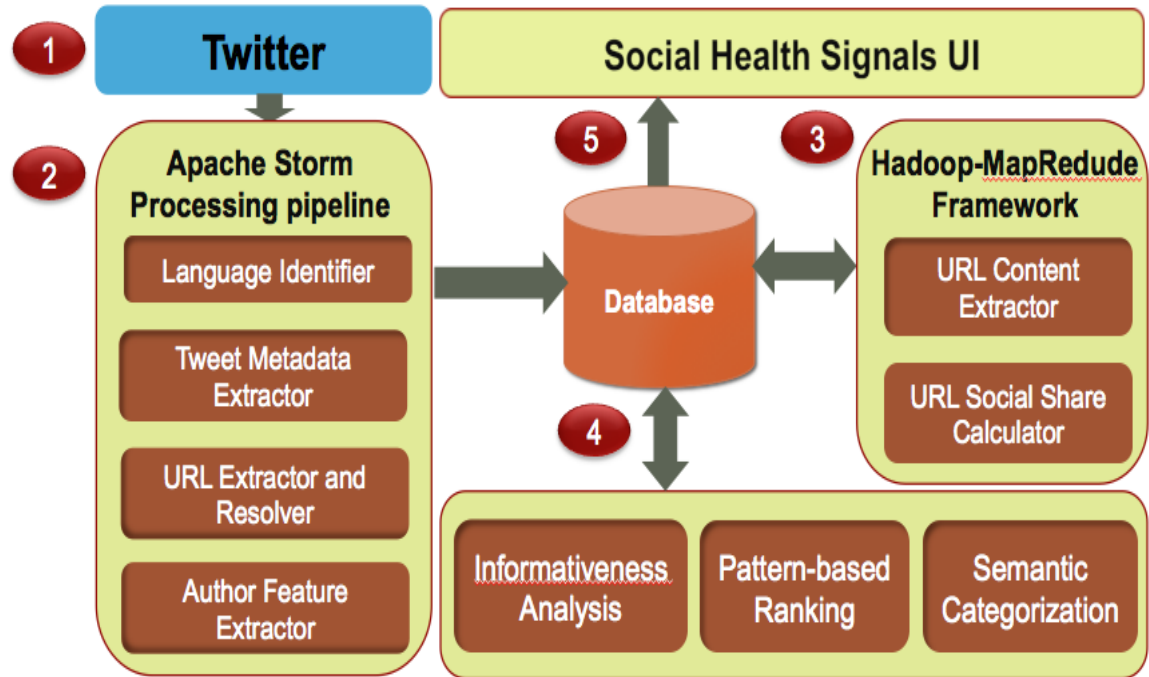 1
Twitter
Social Health Signals UI
2
Apache Storm
Processing pipeline
Language Identifier
Tweet Metadata
Extractor
URL Extractor and
Resolver
Author Feature
Extractor
5
Database
3
Hadoop-MapRedude
Framework
URL Content
Extractor
URL Social Share
Calculator
4
Informativeness
Analysis
Pattern-based
Ranking
Semantic
Categorization